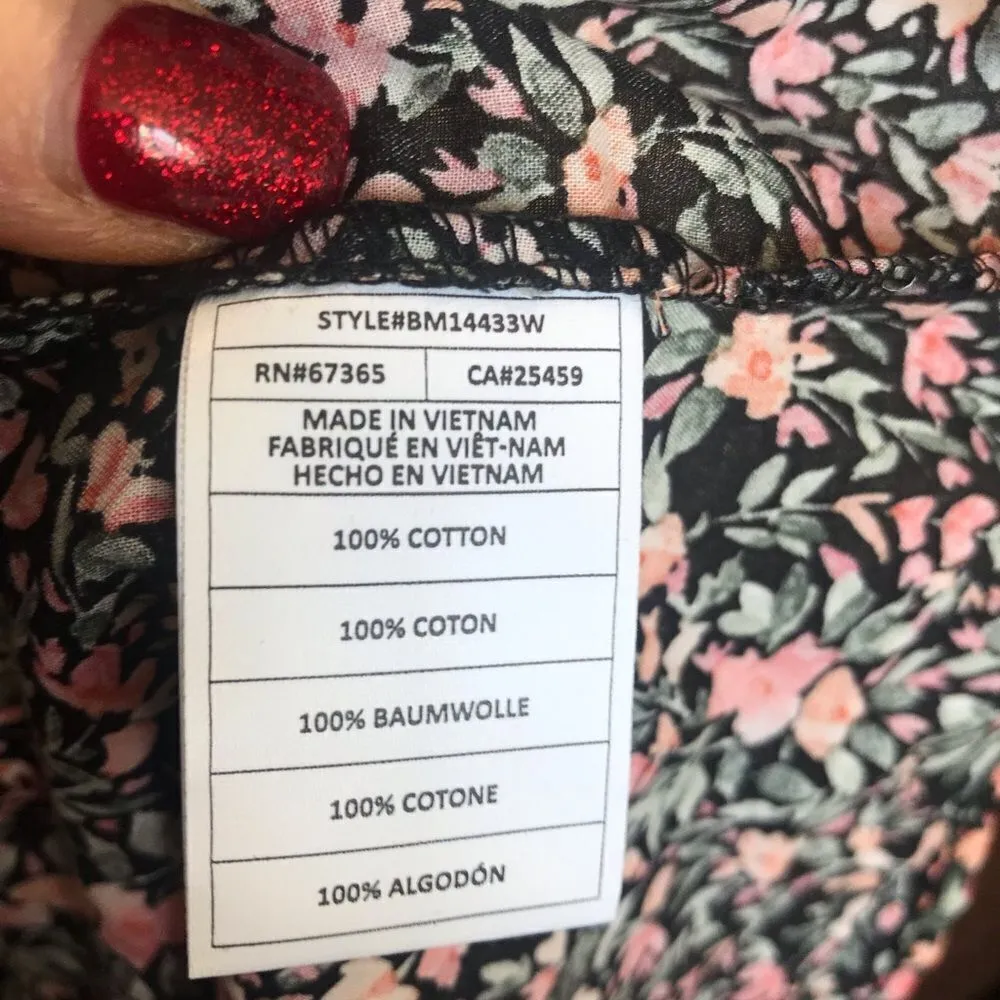 STYLE#BM14433W
RN#67365 CA#25459
MADE IN VIETNAM
FABRIQUÉ EN VIÊT-NAM
HECHO EN VIETNAM
100% COTTON
100% COTON
100% BAUMWOLLE
100% COTONE
100% ALGODÓN